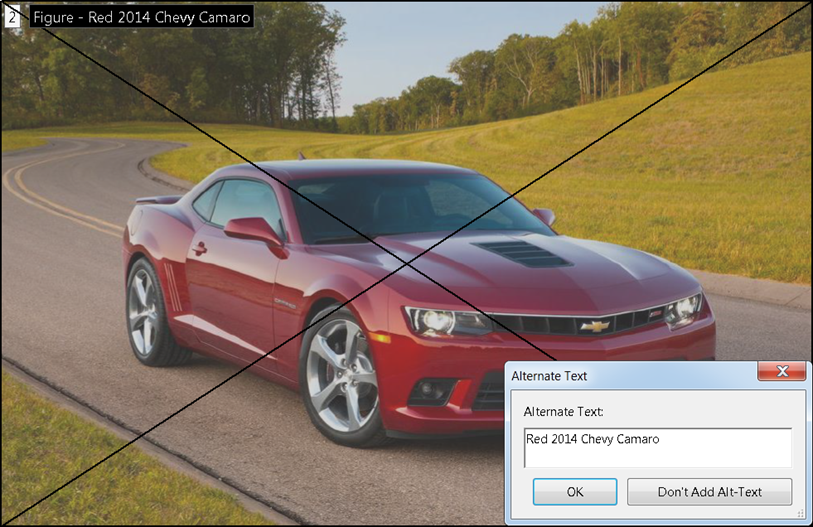 2 Figure - Red 2014 Chevy Camaro
Alternate Text
Alternate Text:
Red 2014 Chevy Camaro
OK Don't Add Alt-Text